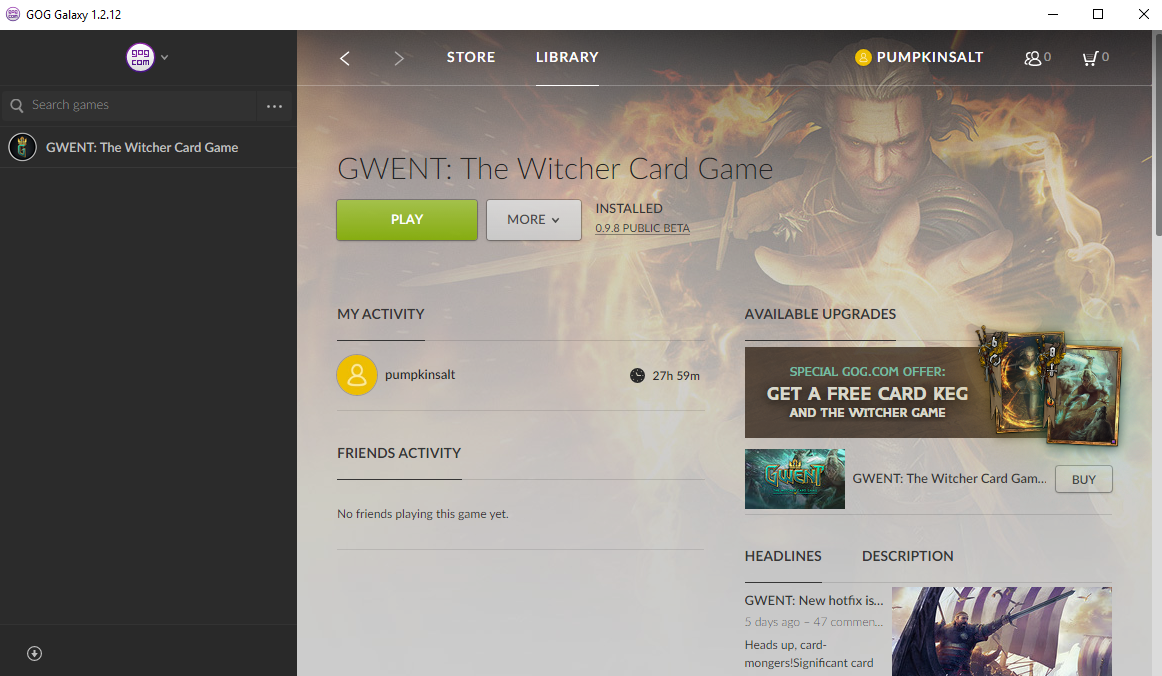 GOG Galaxy 1.2.12
gog
com
STORE
LIBRARY
PUMPKINSALT
0
0
Search games
GWENT: The Witcher Card Game
GWENT: The Witcher Card Game
PLAY
MORE
INSTALLED
0.9.8 PUBLIC BETA
MY ACTIVITY
pumpkinsalt
27h 59m
FRIENDS ACTIVITY
No friends playing this game yet.
AVAILABLE UPGRADES
SPECIAL GOG.COM OFFER:
GET A FREE CARD KEG
AND THE WITCHER GAME
6
8
GWENT
GWENT: The Witcher Card Gam...
BUY
HEADLINES
DESCRIPTION
GWENT: New hotfix is...
5 days ago – 47 commen...
Heads up, card-
mongers!Significant card